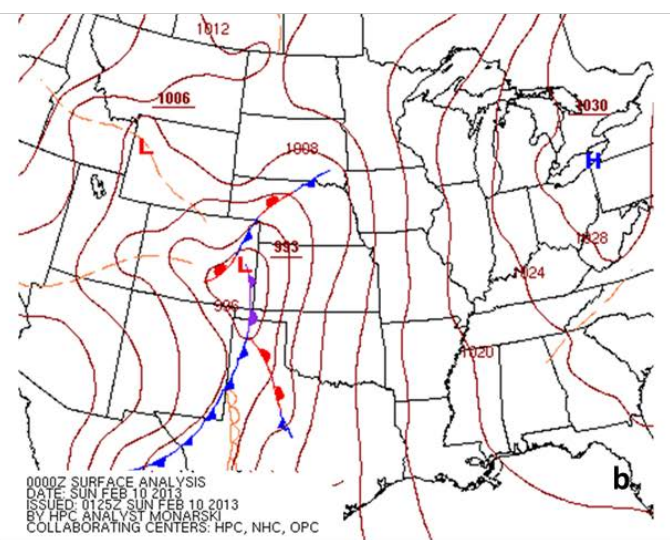 1012
1006
1030
1008
L
H
1028
993
L
1024
996
1020
b.
0000Z SURFACE ANALYSIS
DATE: SUN FEB 10 2013
ISSUED: 0125Z SUN FEB 10 2013
BY HPC ANALYST MONARSKI
COLLABORATING CENTERS: HPC, NHC, OPC